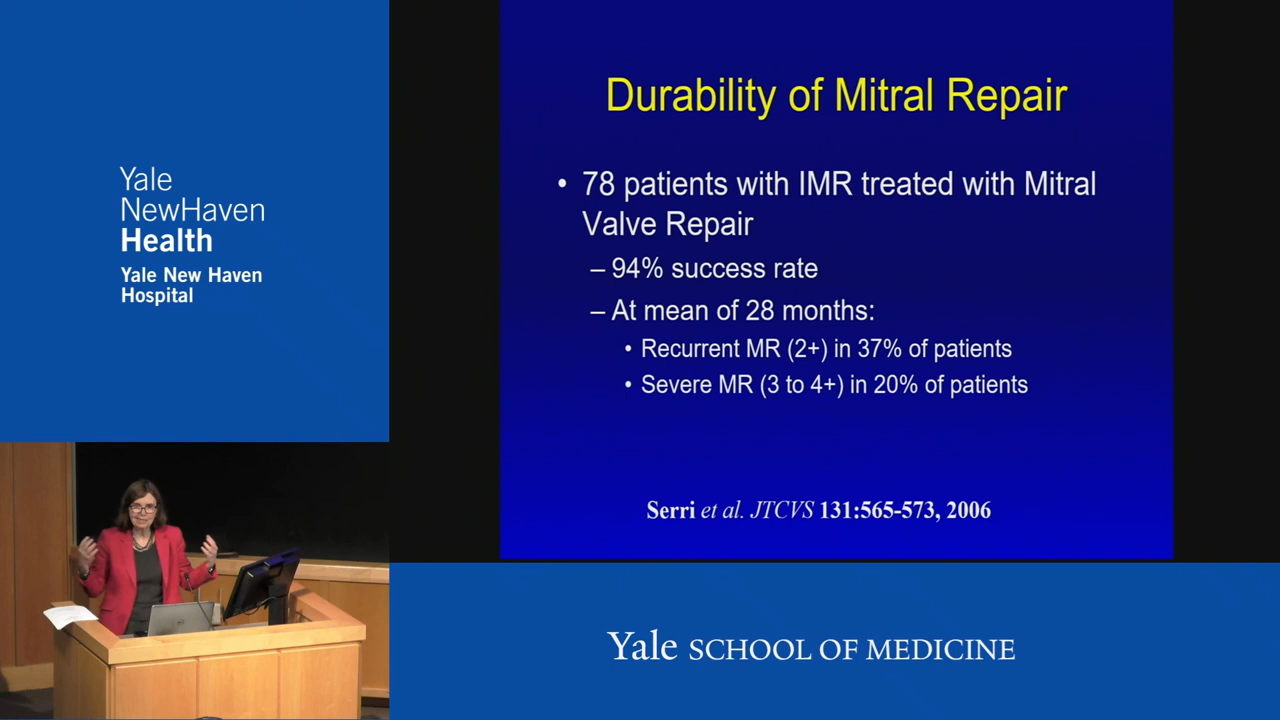 Yale
NewHaven
Health
Yale New Haven
Hospital
Durability of Mitral Repair
• 78 patients with IMR treated with Mitral
Valve Repair
– 94% success rate
– At mean of 28 months:
• Recurrent MR (2+) in 37% of patients
• Severe MR (3 to 4+) in 20% of patients
Serri et al. JTCVS 131:565-573, 2006
Yale SCHOOL OF MEDICINE